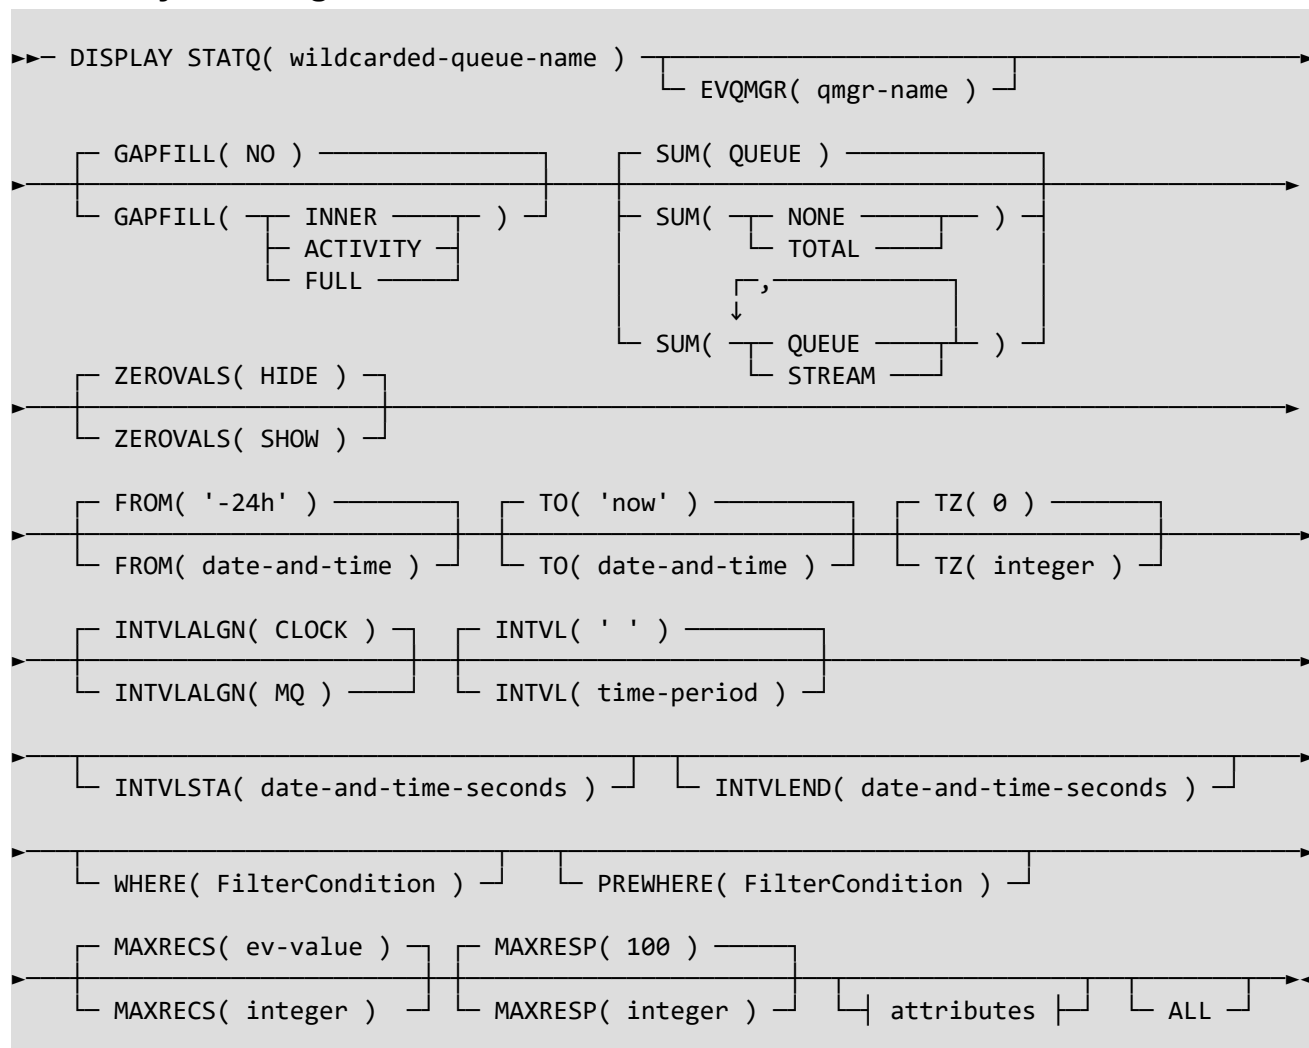 DISPLAY STATQ( wildcarded-queue-name )
EVQMGR( qmgr-name )
GAPFILL( NO ) SUM( QUEUE )
GAPFILL( INNER ) SUM( NONE )
ACTIVITY TOTAL
FULL
,
SUM( QUEUE )
STREAM
ZEROVALS( HIDE )
ZEROVALS( SHOW )
FROM( '-24h' ) TO( 'now' ) TZ( 0 )
FROM( date-and-time ) TO( date-and-time ) TZ( integer )
INTVLALGN( CLOCK ) INTVL( ' ' )
INTVLALGN( MQ ) INTVL( time-period )
INTVLSTA( date-and-time-seconds ) INTVLEND( date-and-time-seconds )
WHERE( FilterCondition ) PREWHERE( FilterCondition )
MAXRECS( ev-value ) MAXRESP( 100 )
MAXRECS( integer ) MAXRESP( integer ) attributes ALL